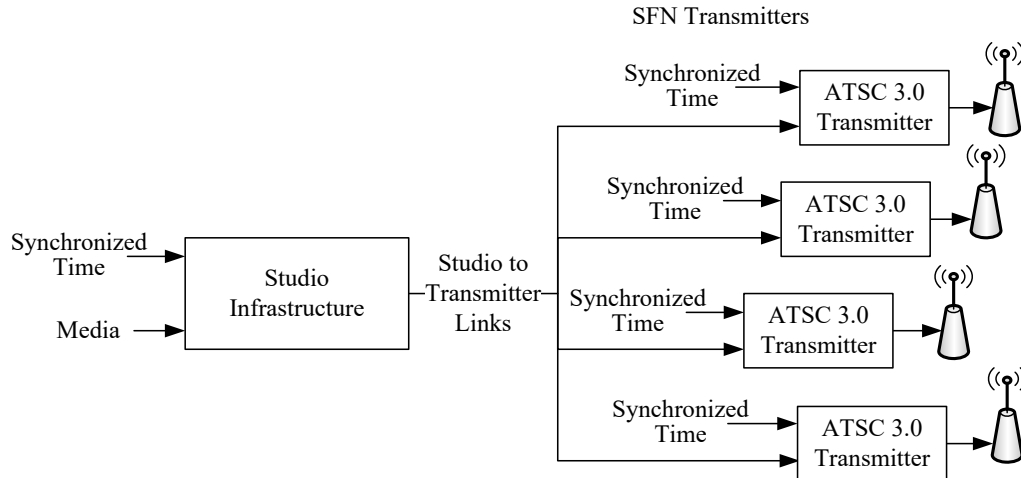 SFN Transmitters
Synchronized
Time
ATSC 3.0
Transmitter
Synchronized
Time
ATSC 3.0
Transmitter
Synchronized
Time
Media
Studio
Infrastructure
Studio to
Transmitter
Links
Synchronized
Time
ATSC 3.0
Transmitter
Synchronized
Time
ATSC 3.0
Transmitter